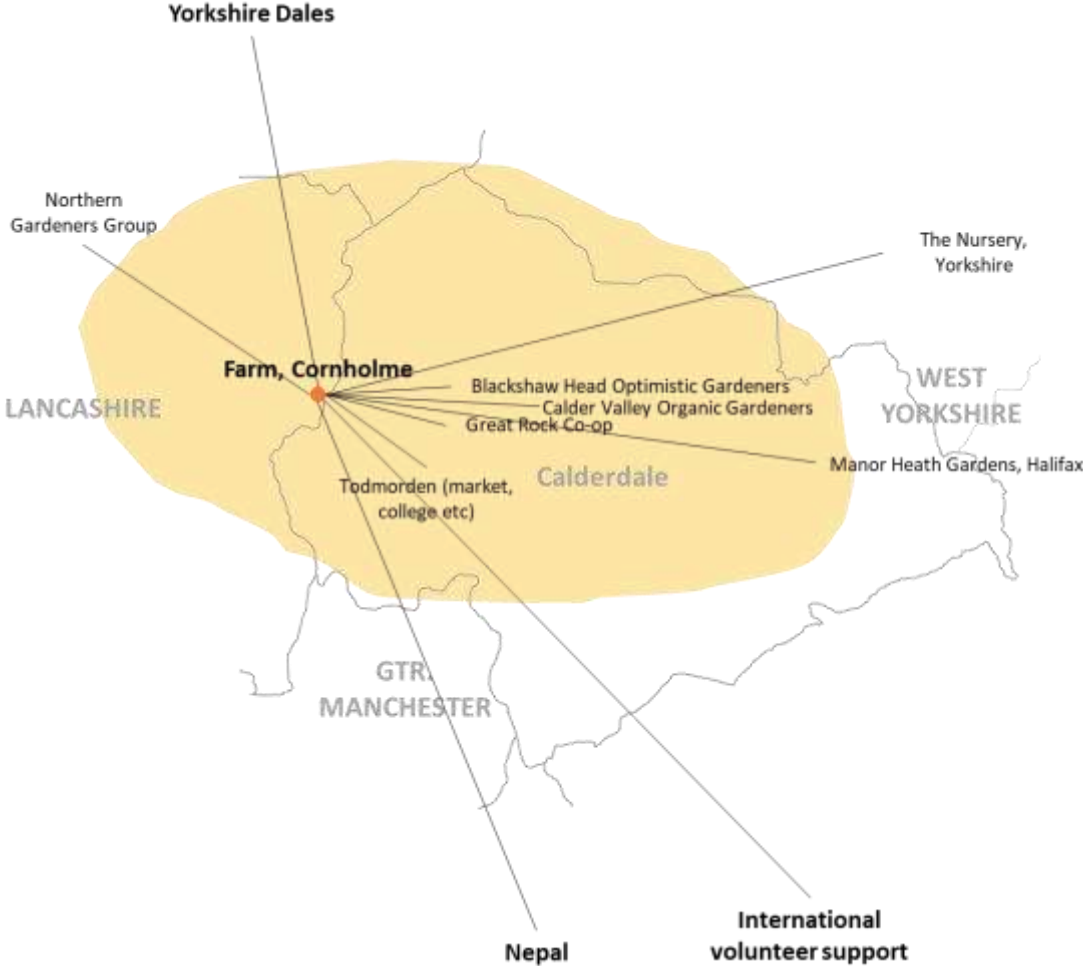 Yorkshire Dales
Northern
Gardeners Group
The Nursery,
Yorkshire
Farm, Cornholme
LANCASHIRE
WEST
YORKSHIRE
Blackshaw Head Optimistic Gardeners
Calder Valley Organic Gardeners
Great Rock Co-op
Manor Heath Gardens, Halifax
Calderdale
Todmorden (market,
college etc)
GTR.
MANCHESTER
International
volunteer support
Nepal